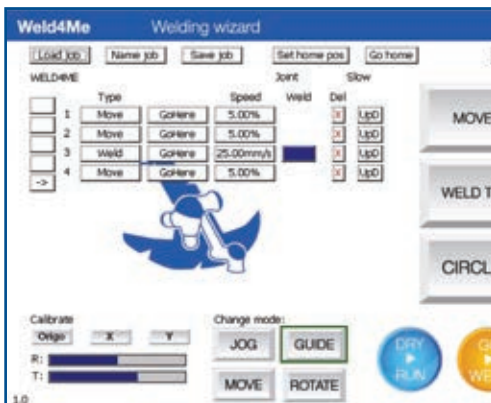 Weld4Me Welding wizard
Load job Name job Save job Set home pos Go home
WELD4ME Joint Slow
Type Speed Weld Del
1 Move GoHere 5.00% X UpD
2 Move GoHere 5.00% X UpD
3 Weld GoHere 25.00mm/s X UpD
-> 4 Move GoHere 5.00% X UpD
MOVE
WELD T
CIRCL
Calibrate Change mode:
Origo X Y JOG GUIDE
R:
T:
MOVE ROTATE
DRY RUN
WE
1.0